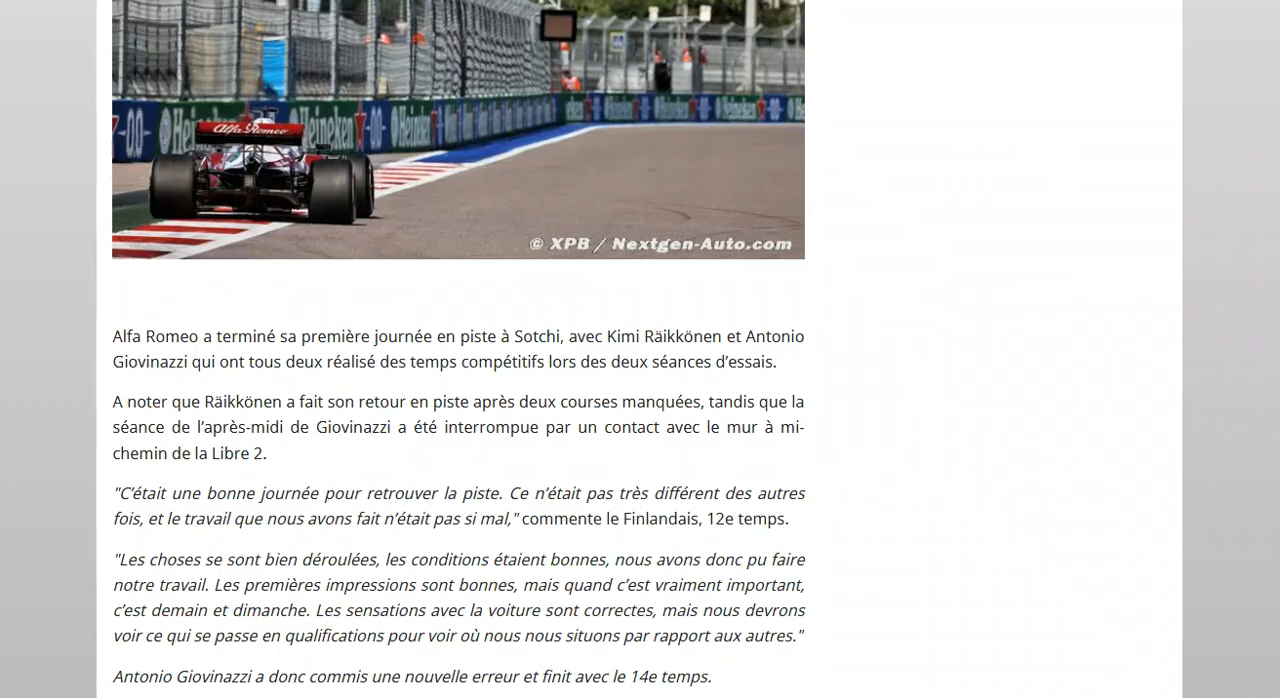 Heineken
Heineken
Alfa Romeo
© XPB / Nextgen-Auto.com
Alfa Romeo a terminé sa première journée en piste à Sotchi, avec Kimi Räikkönen et Antonio
Giovinazzi qui ont tous deux réalisé des temps compétitifs lors des deux séances d’essais.
A noter que Räikkönen a fait son retour en piste après deux courses manquées, tandis que la
séance de l’après-midi de Giovinazzi a été interrompue par un contact avec le mur à mi-
chemin de la Libre 2.
"C’était une bonne journée pour retrouver la piste. Ce n’était pas très différent des autres
fois, et le travail que nous avons fait n’était pas si mal," commente le Finlandais, 12e temps.
"Les choses se sont bien déroulées, les conditions étaient bonnes, nous avons donc pu faire
notre travail. Les premières impressions sont bonnes, mais quand c’est vraiment important,
c’est demain et dimanche. Les sensations avec la voiture sont correctes, mais nous devrons
voir ce qui se passe en qualifications pour voir où nous nous situons par rapport aux autres."
Antonio Giovinazzi a donc commis une nouvelle erreur et finit avec le 14e temps.